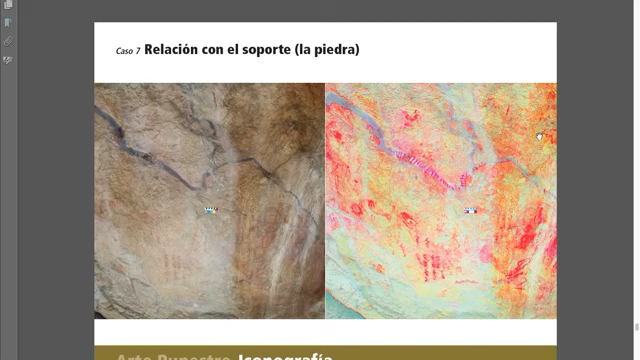 Caso 7 Relación con el soporte (la piedra)
Arte Rupestre Iconografía